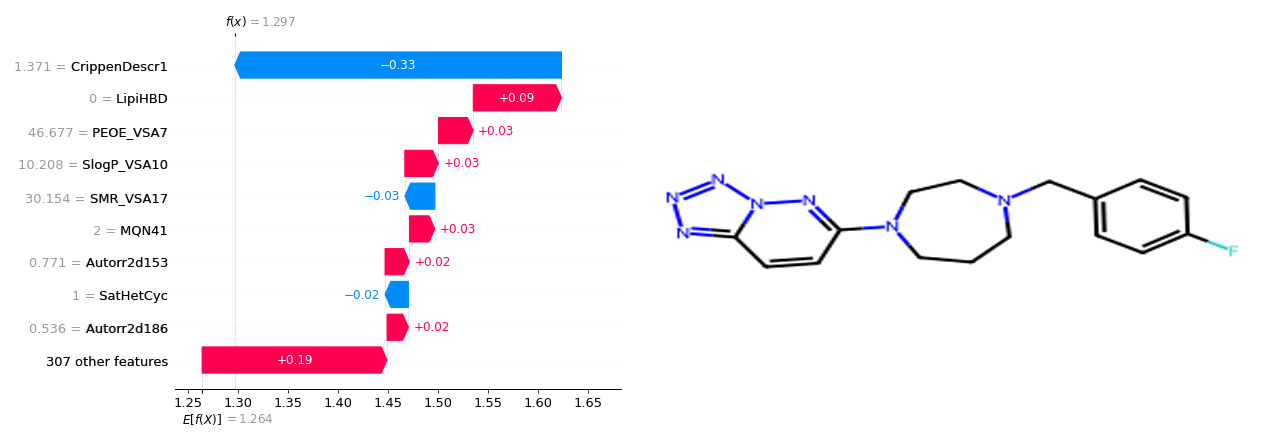 f(x) = 1.297
1.371 = CrippenDescr1
−0.33
0 = LipiHBD
+0.09
46.677 = PEOE_VSA7
+0.03
10.208 = SlogP_VSA10
+0.03
30.154 = SMR_VSA17
−0.03
2 = MQN41
+0.03
0.771 = Autorr2d153
+0.02
1 = SatHetCyc
−0.02
0.536 = Autorr2d186
+0.02
307 other features
+0.19
1.25 1.30 1.35 1.40 1.45 1.50 1.55 1.60 1.65
E[f(X)] = 1.264
N
N
N
N
N
N
N
F